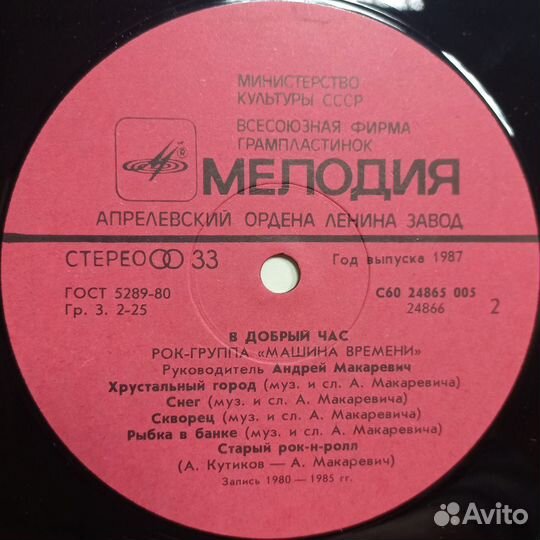 МИНИСТЕРСТВО
КУЛЬТУРЫ СССР
ВСЕСОЮЗНАЯ ФИРМА
ГРАМПЛАСТИНОК
МЕЛОДИЯ
АПРЕЛЕВСКИЙ ОРДЕНА ЛЕНИНА ЗАВОД
СТЕРЕО 33
Год выпуска 1987
ГОСТ 5289-80
Гр. 3. 2-25
С60 24865 005
24866
2
В ДОБРЫЙ ЧАС
РОК-ГРУППА «МАШИНА ВРЕМЕНИ»
Руководитель Андрей Макаревич
Хрустальный город (муз. и сл. А. Макаревича)
Снег (муз. и сл. А. Макаревича)
Скворец (муз. и сл. А. Макаревича)
Рыбка в банке (муз. и сл. А. Макаревича)
Старый рок-н-ролл
(А. Кутиков — А. Макаревич)
Запись 1980 — 1985 гг.
Avito